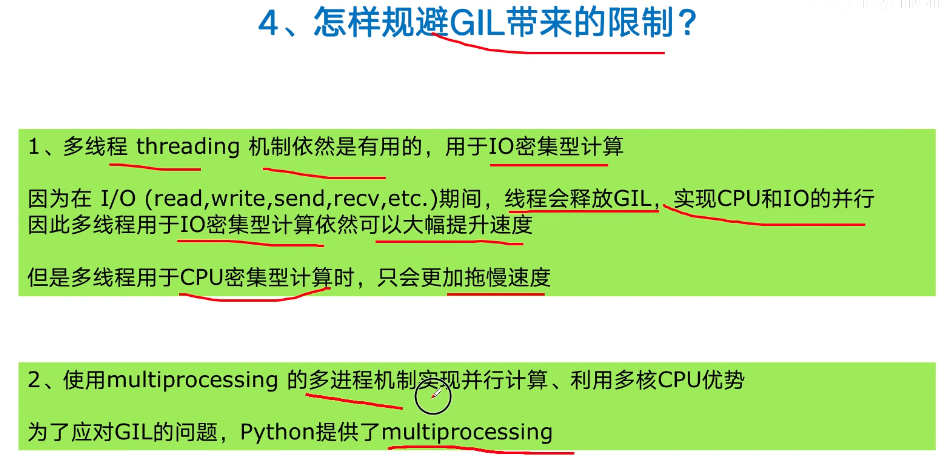 4、怎样规避GIL带来的限制？
1、多线程 threading 机制依然是有用的，用于IO密集型计算
因为在 I/O (read,write,send,recv,etc.)期间，线程会释放GIL，实现CPU和IO的并行
因此多线程用于IO密集型计算依然可以大幅提升速度
但是多线程用于CPU密集型计算时，只会更加拖慢速度
2、使用multiprocessing 的多进程机制实现并行计算、利用多核CPU优势
为了应对GIL的问题，Python提供了multiprocessing